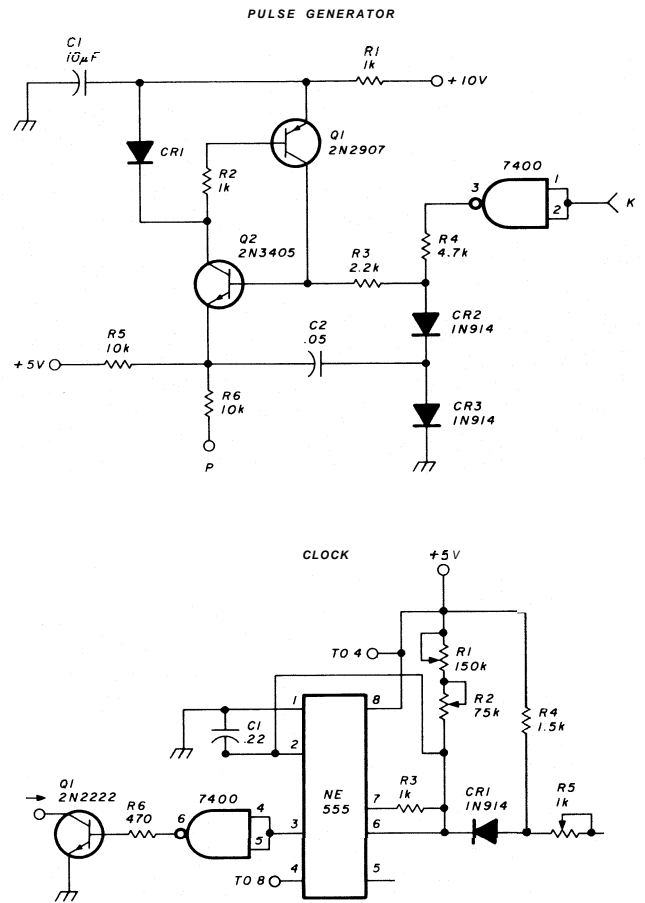 PULSE GENERATOR
C1
10µF
R1
1k
+10V
Q1
2N2907
CR1
R2
1k
7400
3
1
2
K
Q2
2N3405
R3
2.2k
R4
4.7k
CR2
1N914
C2
.05
R5
10k
+5V
R6
10k
CR3
1N914
P
CLOCK
+5V
TO 4
R1
150k
R2
75k
R4
1.5k
1
8
C1
.22
2
Q1
2N2222
R6
470
7400
6
4
5
NE
555
3
7
R3
1k
6
CR1
1N914
R5
1k
TO 8
4
5